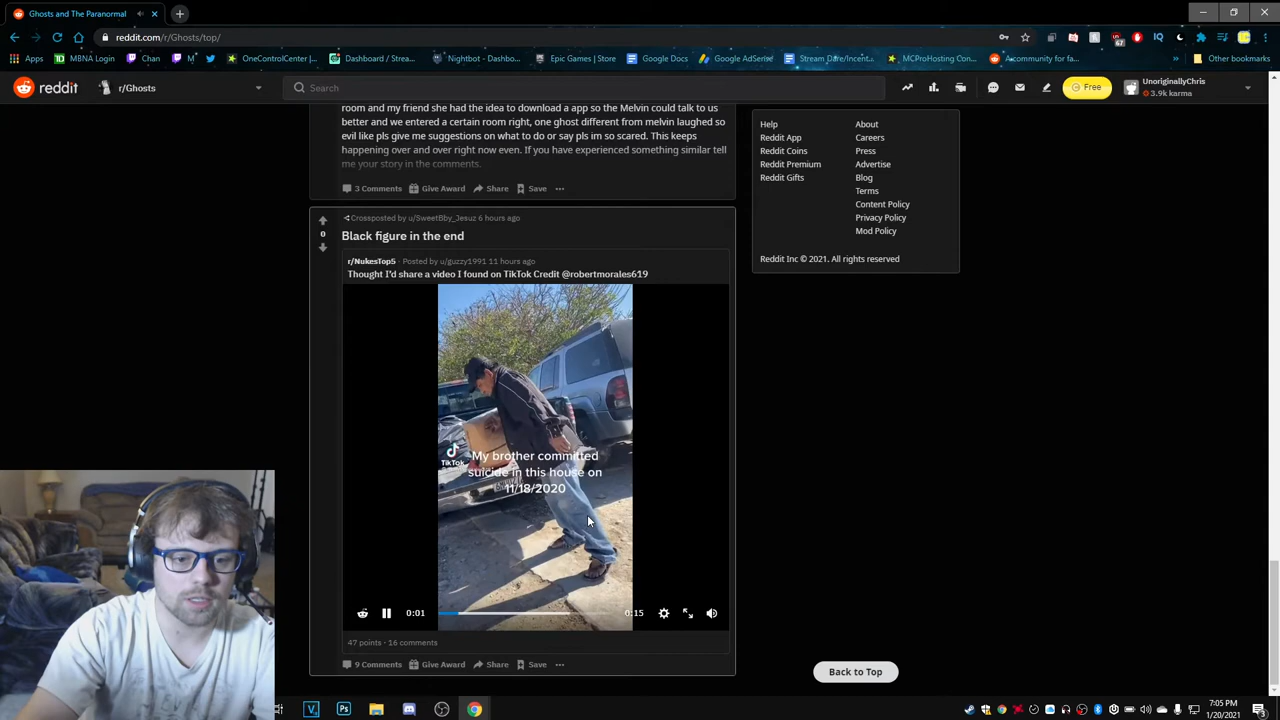 Ghosts and The Paranormal
reddit.com/r/Ghosts/top/
67
IQ
Apps
MBNA Login
Chan
M
OneControlCenter
Dashboard / Strea...
Nightbot - Dashbo...
Epic Games | Store
Google Docs
Google AdSense
Stream Date/Incent...
MCProHosting Con...
A community for fa...
Other bookmarks
reddit
r/Ghosts
Search
Free
UnoriginallyChris
3.9k karma
room and my friend she had the idea to download a app so the Melvin could talk to us
better and we entered a certain room right, one ghost different from melvin laughed so
evil like pls give me suggestions on what to do or say pls im so scared. This keeps
happening over and over right now even. If you have experienced something similar tell
me your story in the comments.
3 Comments Give Award Share Save
Help About
Reddit App Careers
Reddit Coins Press
Reddit Premium Advertise
Reddit Gifts Blog
Terms
Content Policy
Privacy Policy
Mod Policy
Reddit Inc © 2021. All rights reserved
Crossposted by u/SweetBby_Jesuz 6 hours ago
0
Black figure in the end
r/NukesTop5 · Posted by u/guzzy1991 11 hours ago
Thought I'd share a video I found on TikTok Credit @robertmorales619
TikTok
My brother committed
suicide in this house on
11/18/2020
0:01
0:15
47 points · 16 comments
9 Comments Give Award Share Save
Back to Top
7:05 PM
1/20/2021